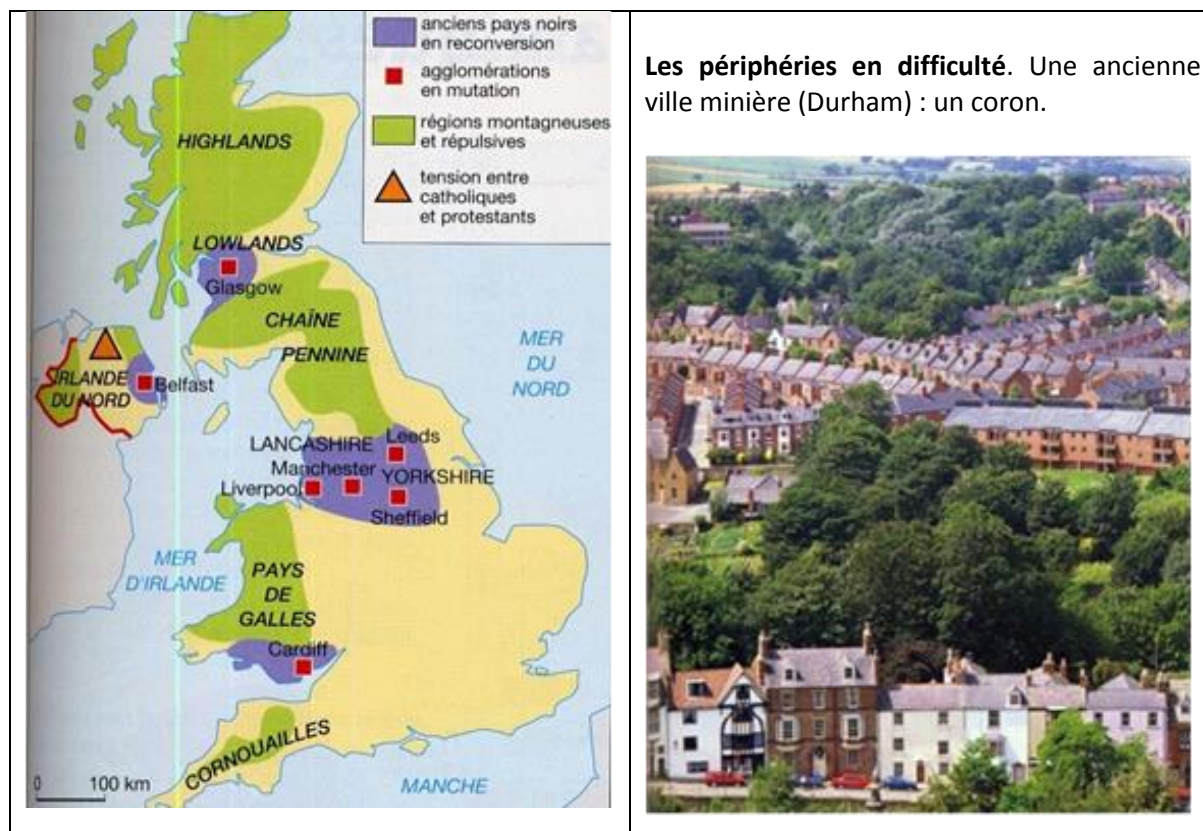 anciens pays noirs
en reconversion
agglomérations
en mutation
régions montagneuses
et répulsives
tension entre
catholiques
et protestants
HIGHLANDS
LOWLANDS
Glasgow
CHAÎNE
PENNINE
MER
DU
NORD
IRLANDE
DU NORD
Belfast
LANCASHIRE
Leeds
Manchester
YORKSHIRE
Liverpool
Sheffield
MER
D'IRLANDE
PAYS
DE
GALLES
Cardiff
CORNOUAILLES
0 100 km
MANCHE
Les périphéries en difficulté. Une ancienne
ville minière (Durham) : un coron.